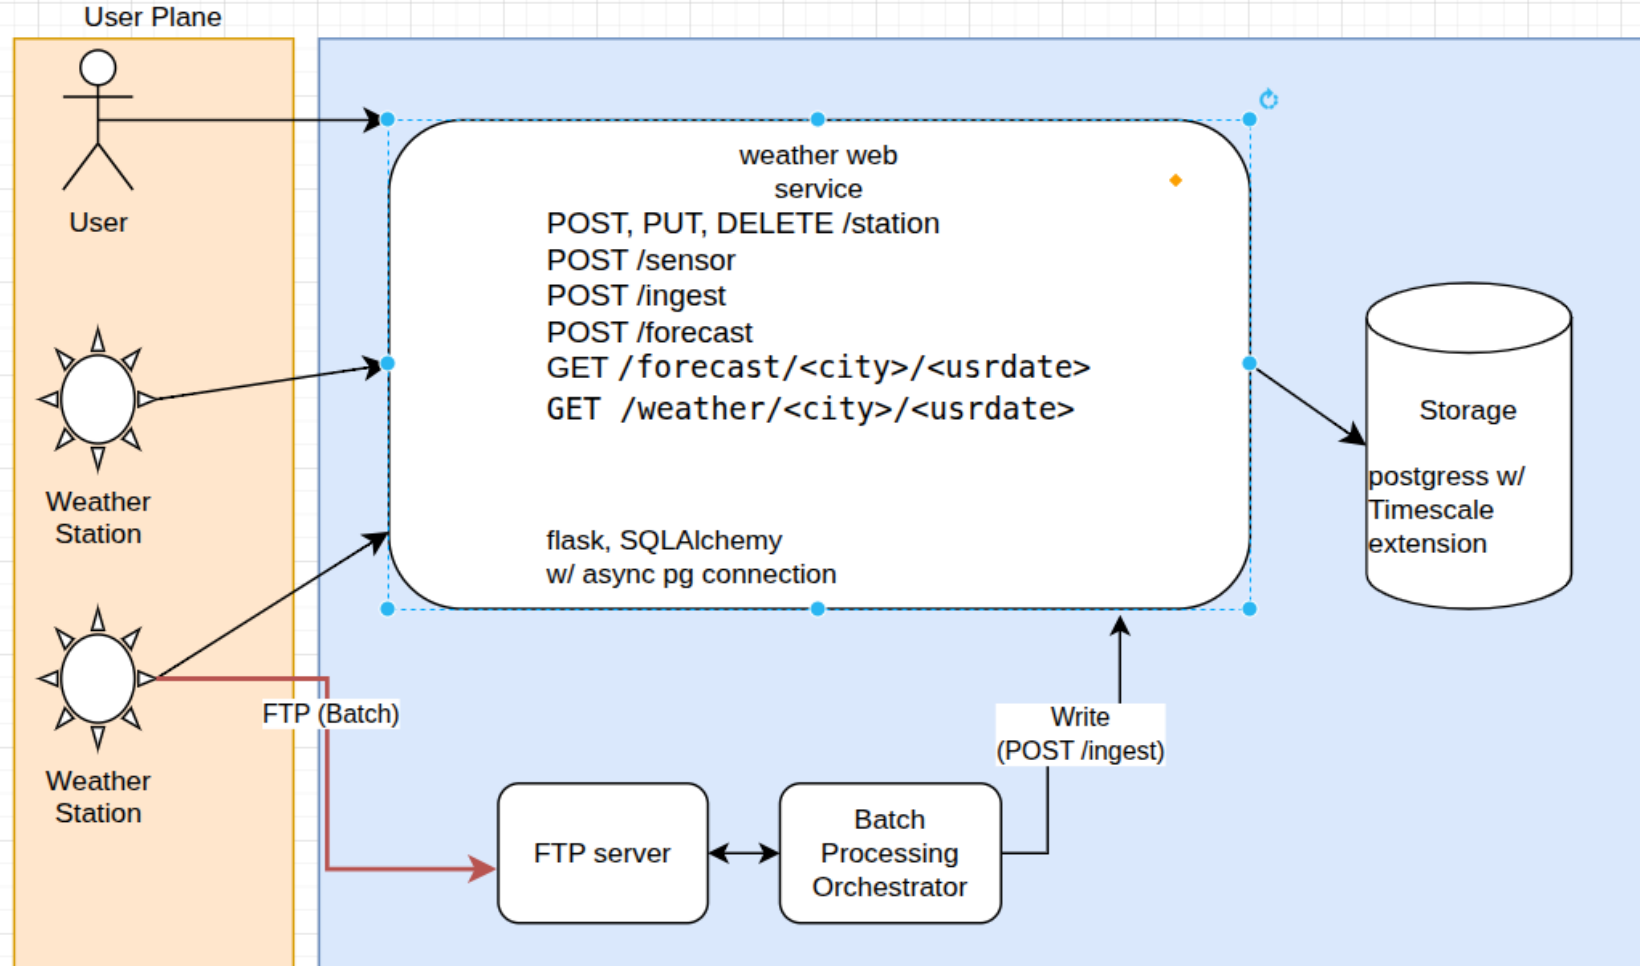 User Plane
User
weather web
service
POST, PUT, DELETE /station
POST /sensor
POST /ingest
POST /forecast
GET /forecast/<city>/<usrdate>
GET /weather/<city>/<usrdate>
flask, SQLAlchemy
w/ async pg connection
Storage
postgress w/
Timescale
extension
Weather
Station
FTP (Batch)
Weather
Station
Write
(POST /ingest)
FTP server
Batch
Processing
Orchestrator